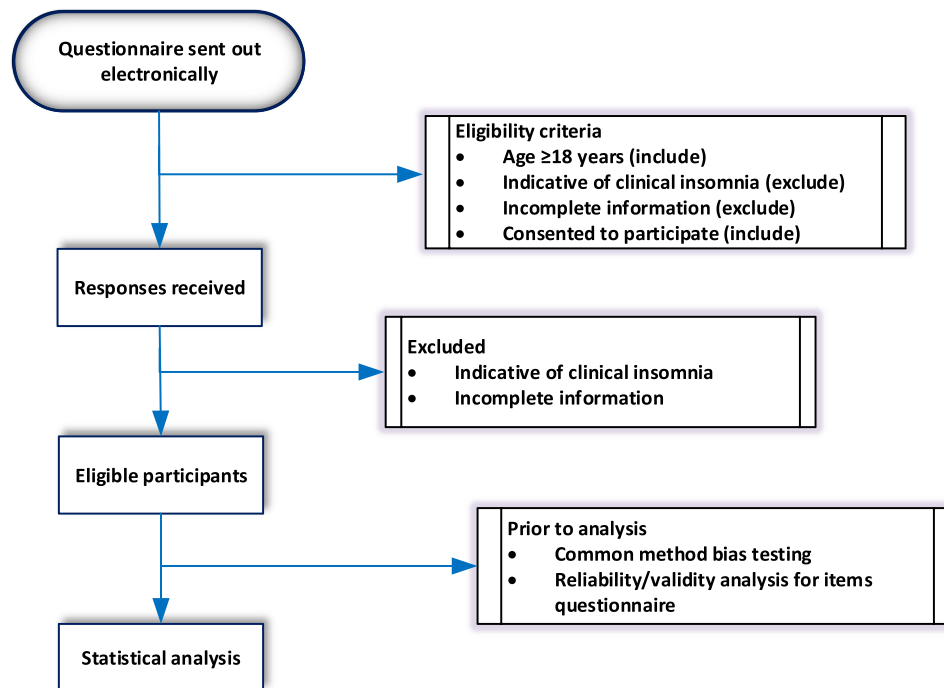 Questionnaire sent out
electronically
Eligibility criteria
• Age ≥18 years (include)
• Indicative of clinical insomnia (exclude)
• Incomplete information (exclude)
• Consented to participate (include)
Responses received
Excluded
• Indicative of clinical insomnia
• Incomplete information
Eligible participants
Prior to analysis
• Common method bias testing
• Reliability/validity analysis for items
questionnaire
Statistical analysis